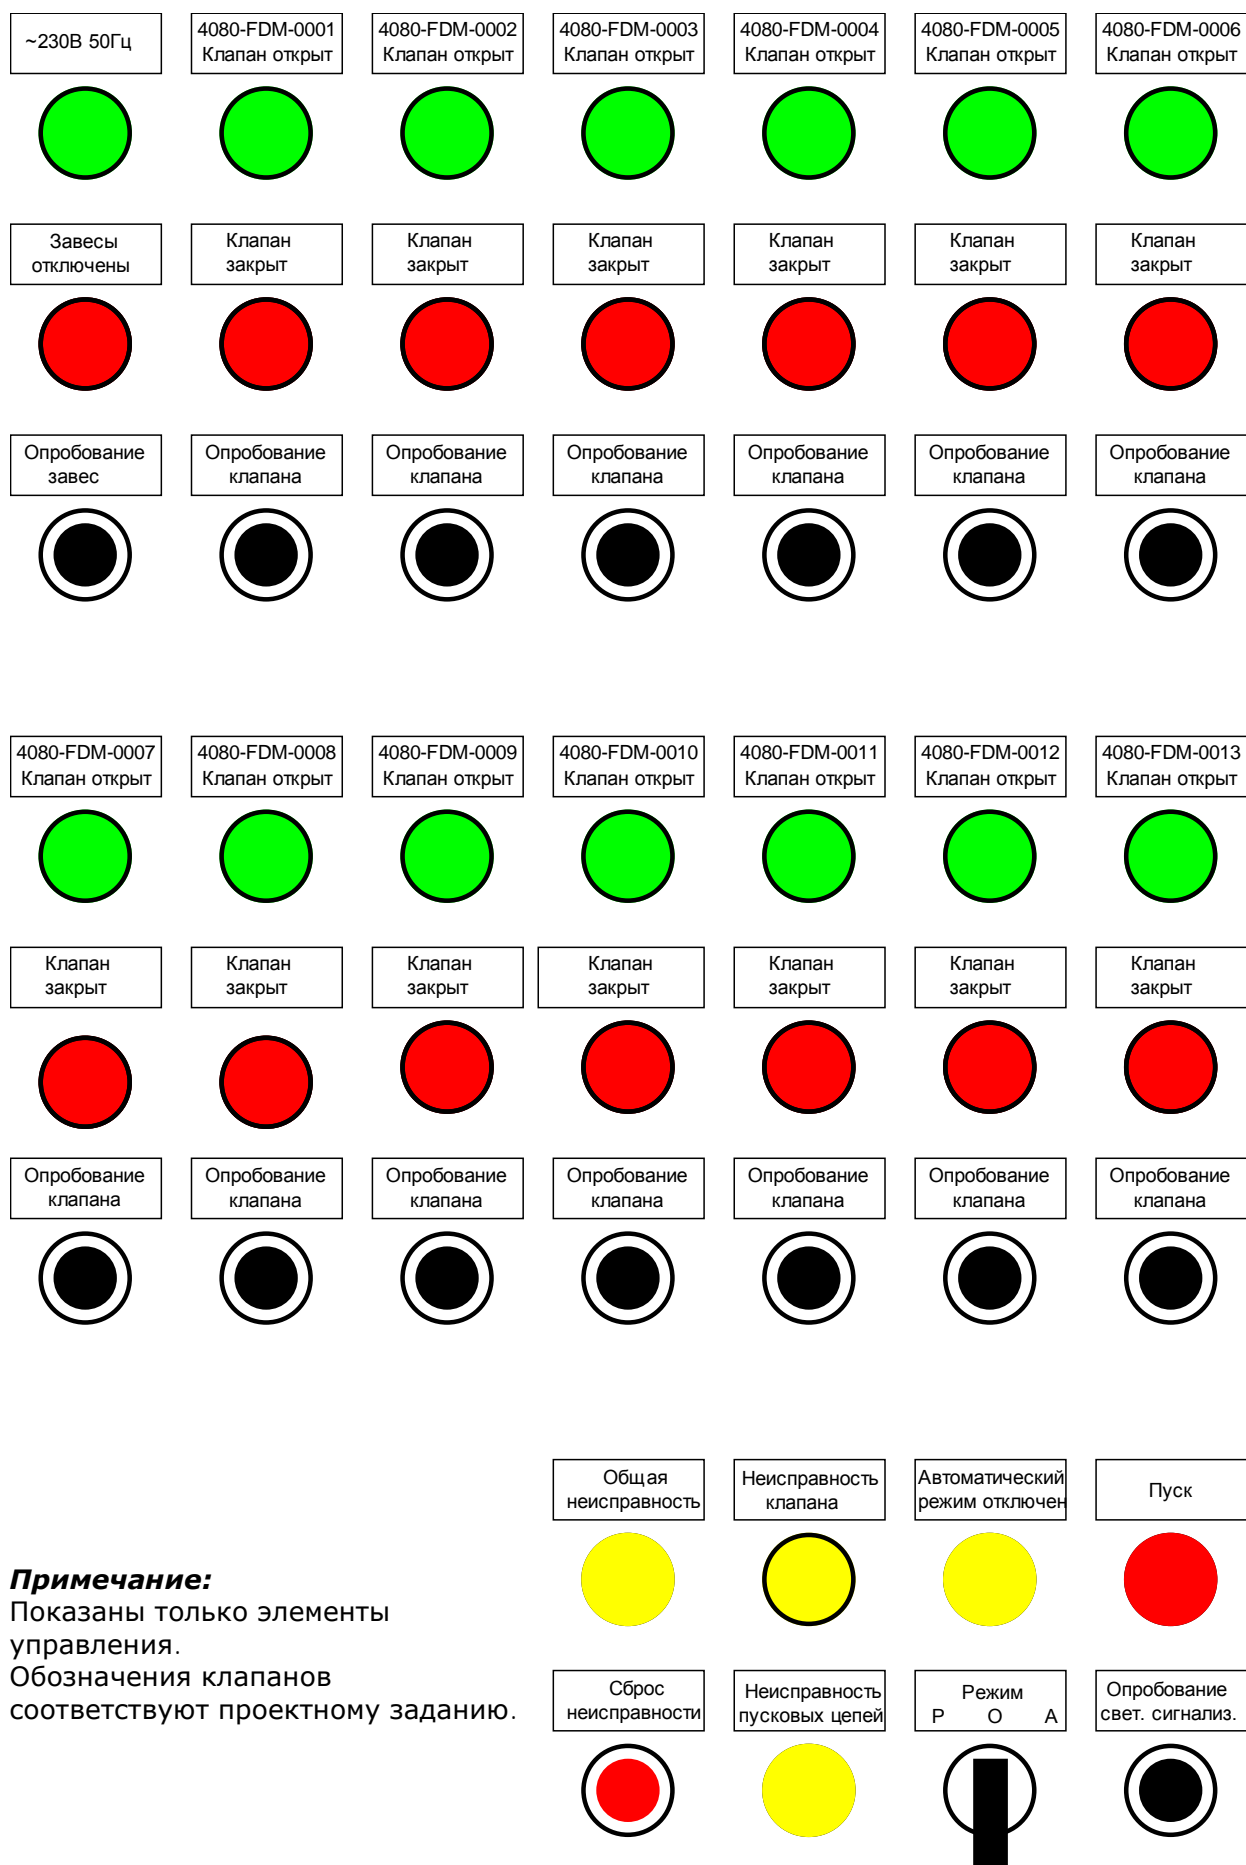 ~230В 50Гц
4080-FDM-0001
Клапан открыт
4080-FDM-0002
Клапан открыт
4080-FDM-0003
Клапан открыт
4080-FDM-0004
Клапан открыт
4080-FDM-0005
Клапан открыт
4080-FDM-0006
Клапан открыт
Завесы
отключены
Клапан
закрыт
Клапан
закрыт
Клапан
закрыт
Клапан
закрыт
Клапан
закрыт
Клапан
закрыт
Опробование
завес
Опробование
клапана
Опробование
клапана
Опробование
клапана
Опробование
клапана
Опробование
клапана
Опробование
клапана
4080-FDM-0007
Клапан открыт
4080-FDM-0008
Клапан открыт
4080-FDM-0009
Клапан открыт
4080-FDM-0010
Клапан открыт
4080-FDM-0011
Клапан открыт
4080-FDM-0012
Клапан открыт
4080-FDM-0013
Клапан открыт
Клапан
закрыт
Клапан
закрыт
Клапан
закрыт
Клапан
закрыт
Клапан
закрыт
Клапан
закрыт
Клапан
закрыт
Опробование
клапана
Опробование
клапана
Опробование
клапана
Опробование
клапана
Опробование
клапана
Опробование
клапана
Опробование
клапана
Общая
неисправность
Неисправность
клапана
Автоматический
режим отключен
Пуск
Примечание:
Показаны только элементы
управления.
Обозначения клапанов
соответствуют проектному заданию.
Сброс
неисправности
Неисправность
пусковых цепей
Режим
Р О А
Опробование
свет. сигнализ.